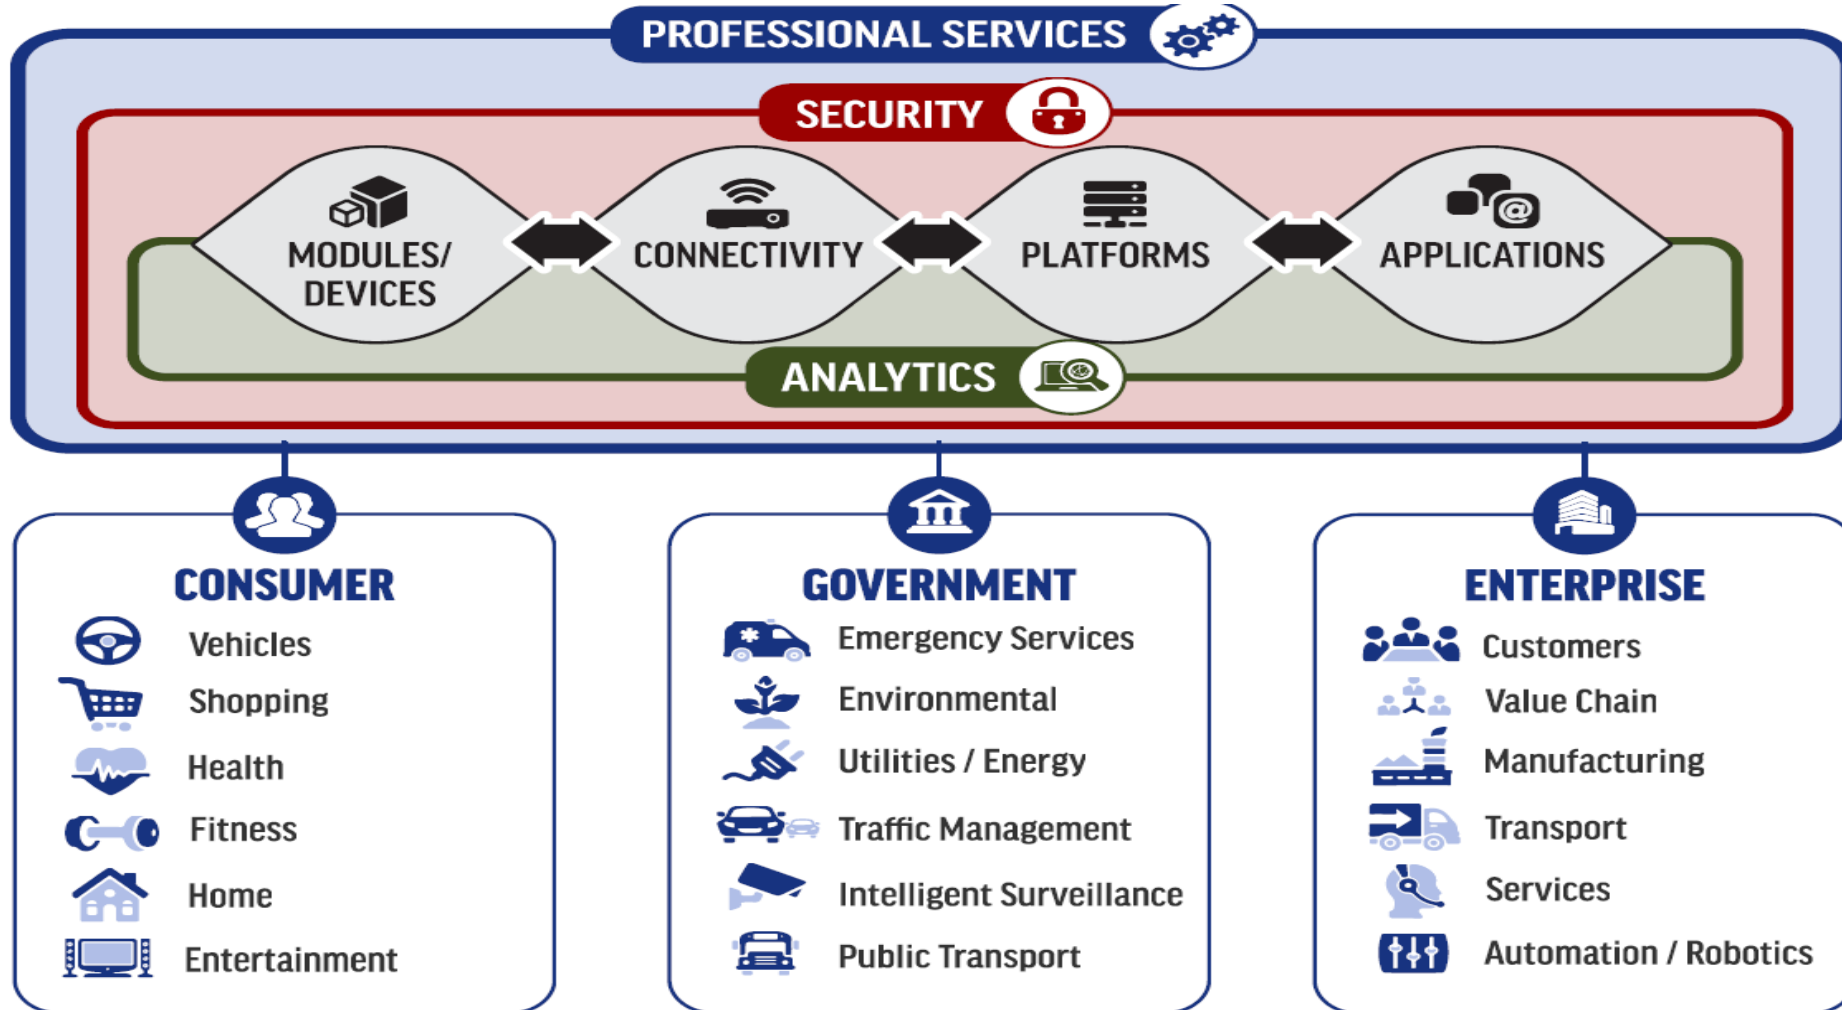 PROFESSIONAL SERVICES
SECURITY
MODULES/
DEVICES
CONNECTIVITY
PLATFORMS
APPLICATIONS
@
ANALYTICS
CONSUMER
Vehicles
Shopping
Health
Fitness
Home
Entertainment
GOVERNMENT
Emergency Services
Environmental
Utilities / Energy
Traffic Management
Intelligent Surveillance
Public Transport
ENTERPRISE
Customers
Value Chain
Manufacturing
Transport
Services
Automation / Robotics